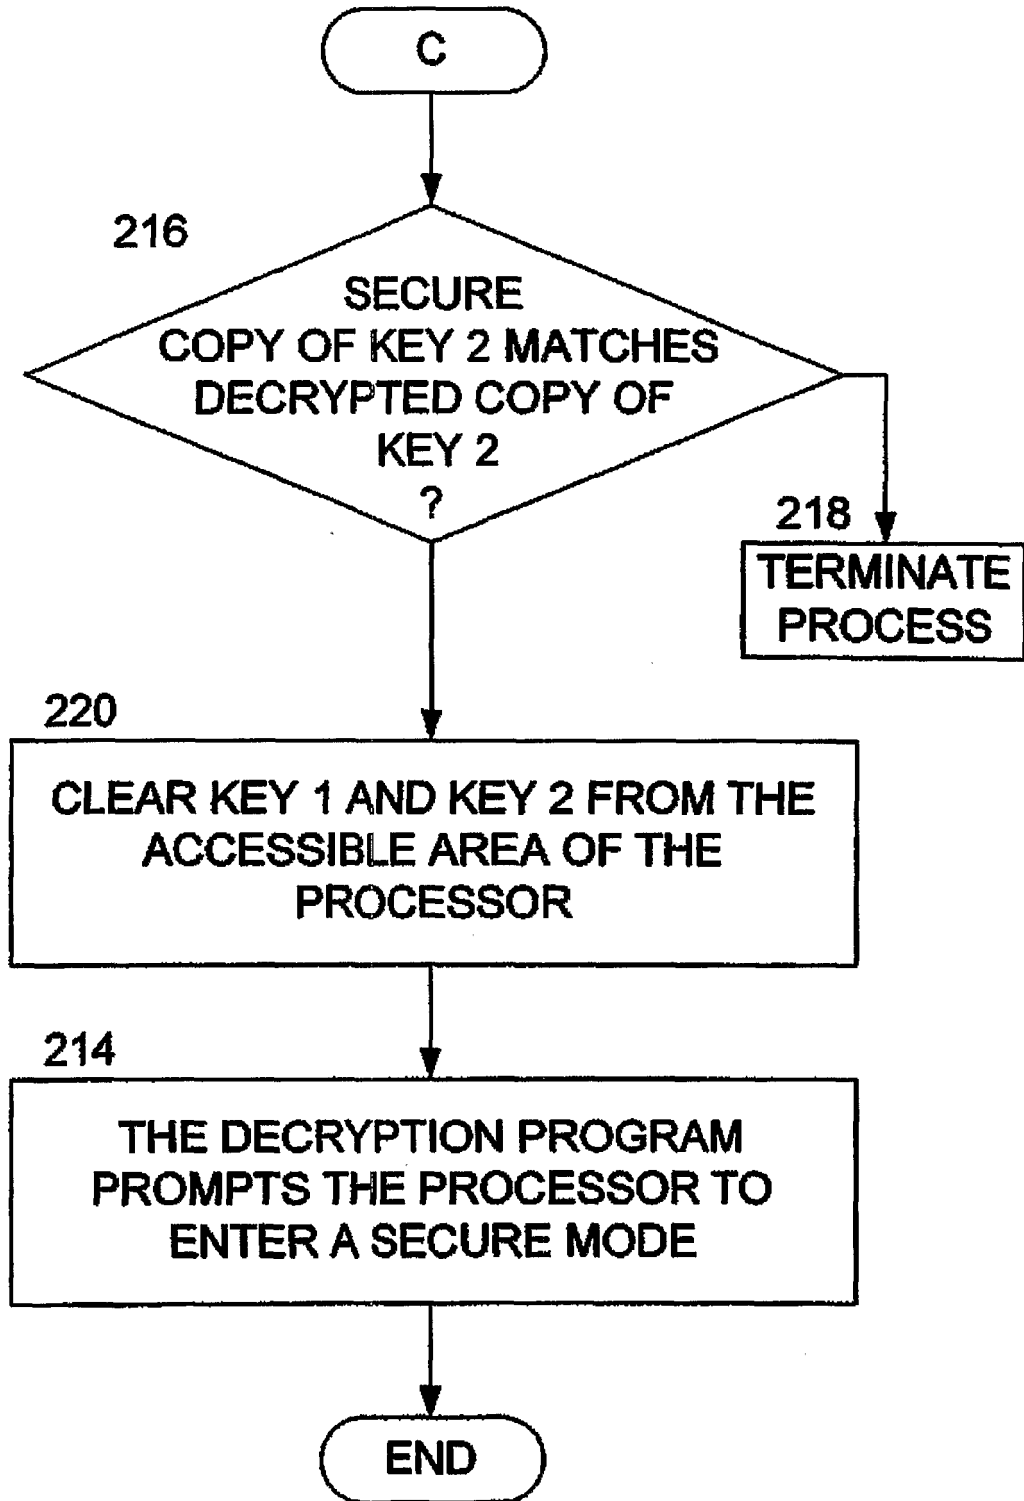 C
216
SECURE
COPY OF KEY 2 MATCHES
DECRYPTED COPY OF
KEY 2
?
218
TERMINATE
PROCESS
220
CLEAR KEY 1 AND KEY 2 FROM THE
ACCESSIBLE AREA OF THE
PROCESSOR
214
THE DECRYPTION PROGRAM
PROMPTS THE PROCESSOR TO
ENTER A SECURE MODE
END